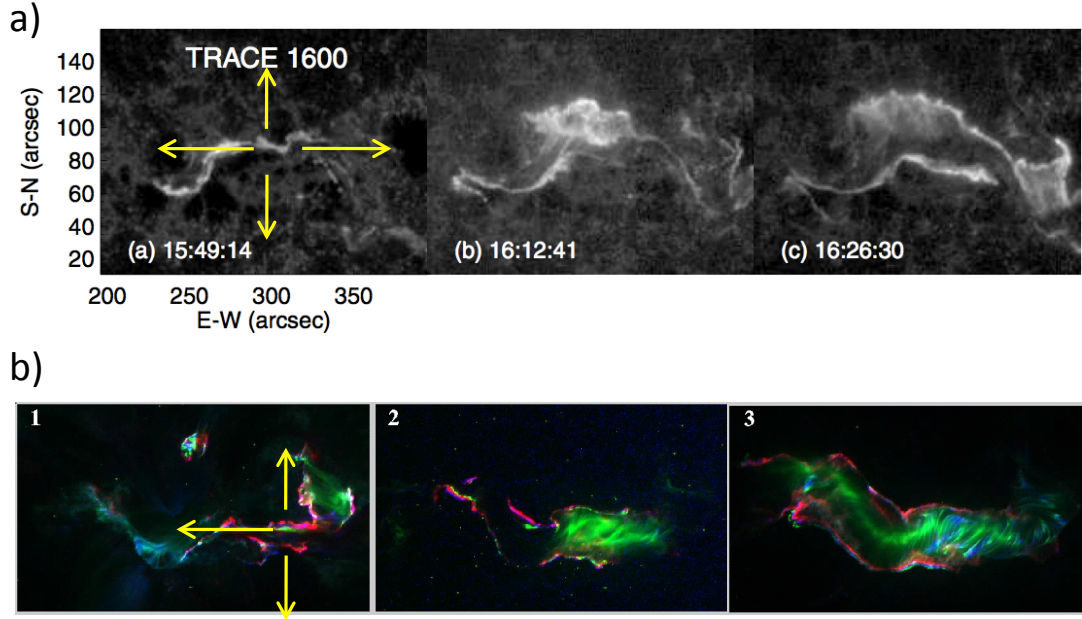 a)
TRACE 1600
S-N (arcsec)
140
120
100
80
60
40
20
(a) 15:49:14
(b) 16:12:41
(c) 16:26:30
200 250 300 350
E-W (arcsec)
b)
1
2
3